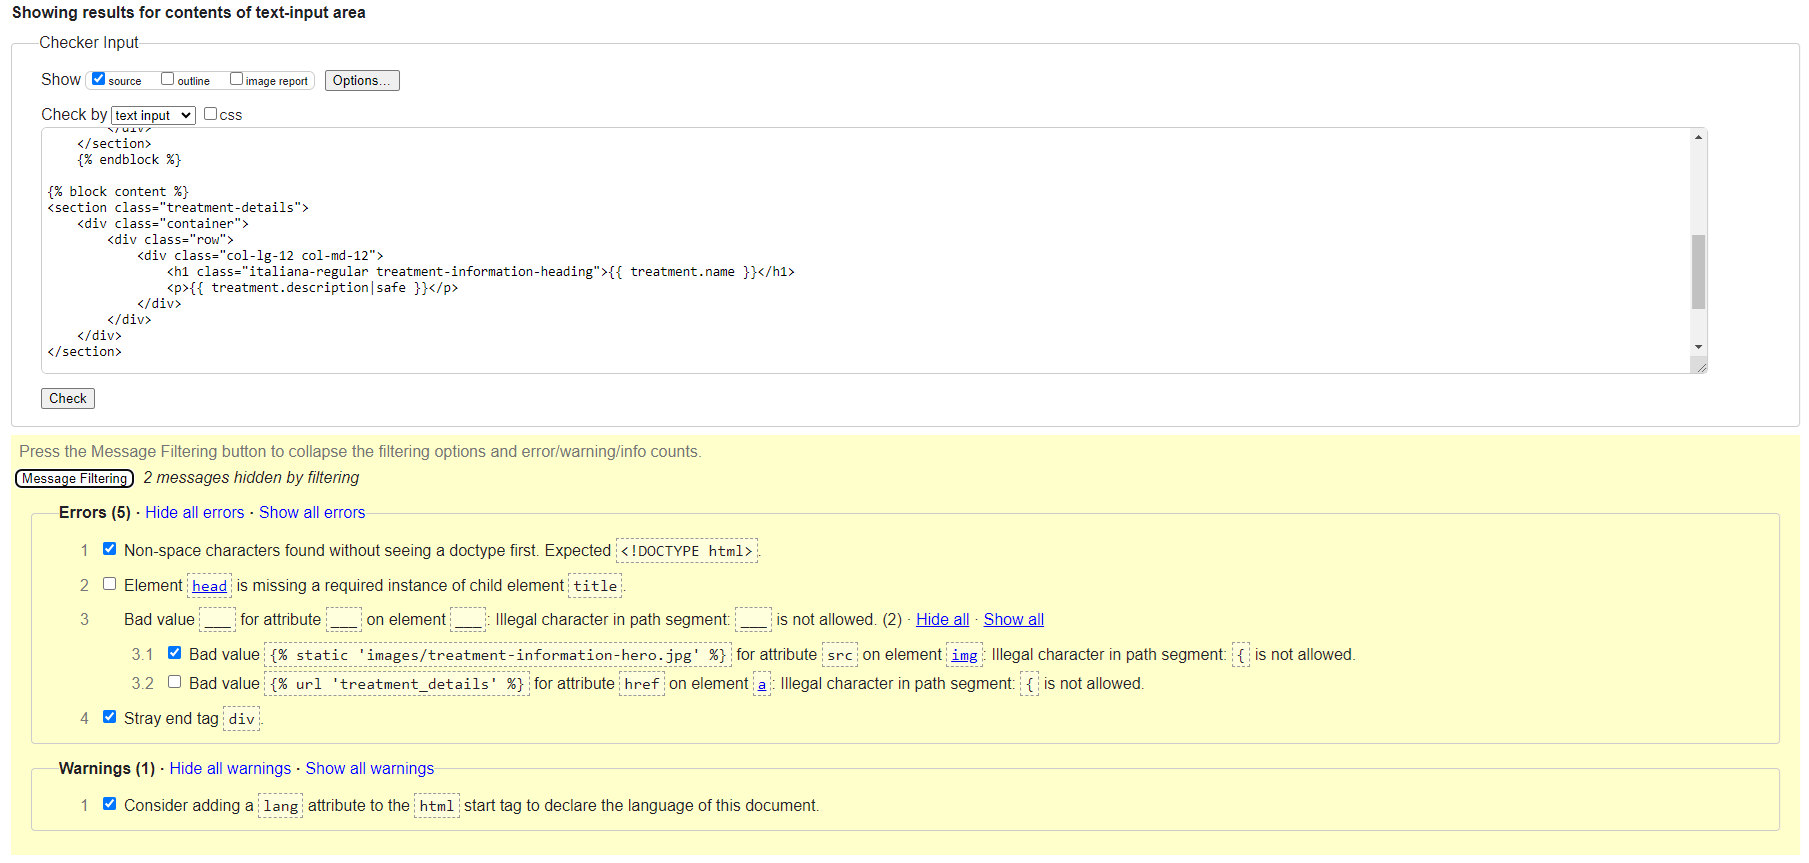 Showing results for contents of text-input area
Checker Input
Show source outline image report Options...
Check by text input css
</div>
</section>
{% endblock %}
{% block content %}
<section class="treatment-details">
<div class="container">
<div class="row">
<div class="col-lg-12 col-md-12">
<h1 class="italiana-regular treatment-information-heading">{{ treatment.name }}</h1>
<p>{{ treatment.description|safe }}</p>
</div>
</div>
</div>
</section>
Check
Press the Message Filtering button to collapse the filtering options and error/warning/info counts.
Message Filtering 2 messages hidden by filtering
Errors (5) · Hide all errors · Show all errors
1 Non-space characters found without seeing a doctype first. Expected <!DOCTYPE html>.
2 Element head is missing a required instance of child element title.
3 Bad value ___ for attribute ___ on element ___: Illegal character in path segment: ___ is not allowed. (2) · Hide all · Show all
3.1 Bad value {% static 'images/treatment-information-hero.jpg' %} for attribute src on element img: Illegal character in path segment: { is not allowed.
3.2 Bad value {% url 'treatment_details' %} for attribute href on element a: Illegal character in path segment: { is not allowed.
4 Stray end tag div.
Warnings (1) · Hide all warnings · Show all warnings
1 Consider adding a lang attribute to the html start tag to declare the language of this document.